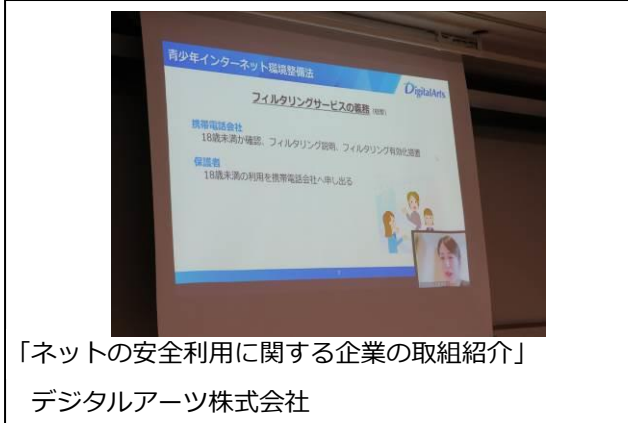 青少年インターネット環境整備法
DigitalArts
フィルタリングサービスの義務
携帯電話会社
18歳未満か確認、フィルタリング説明、フィルタリング有効化措置
保護者
18歳未満の利用を携帯電話会社へ申し出る
「ネットの安全利用に関する企業の取組紹介」
デジタルアーツ株式会社